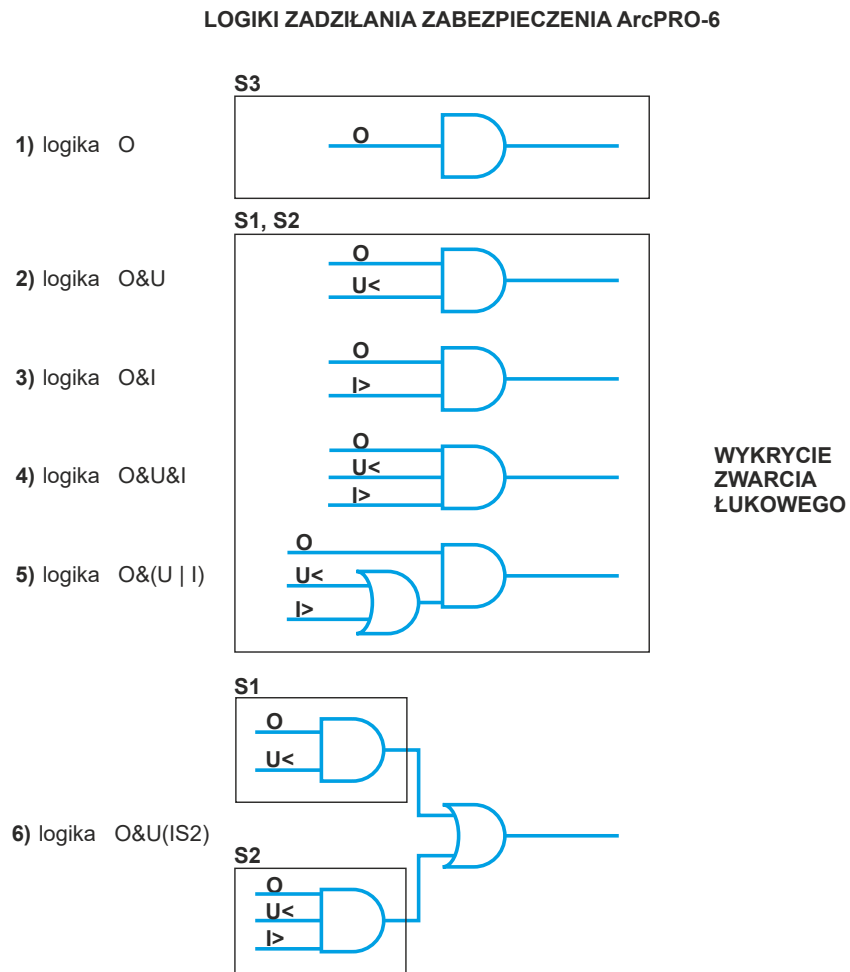 LOGIKI ZADZIŁANIA ZABEZPIECZENIA ArcPRO-6
S3
1) logika O
O
S1, S2
2) logika O&U
O
U<
3) logika O&I
O
I>
4) logika O&U&I
O
U<
I>
WYKRYCIE
ZWARCIA
ŁUKOWEGO
5) logika O&(U | I)
O
U<
I>
S1
O
U<
6) logika O&U(IS2)
S2
O
U<
I>